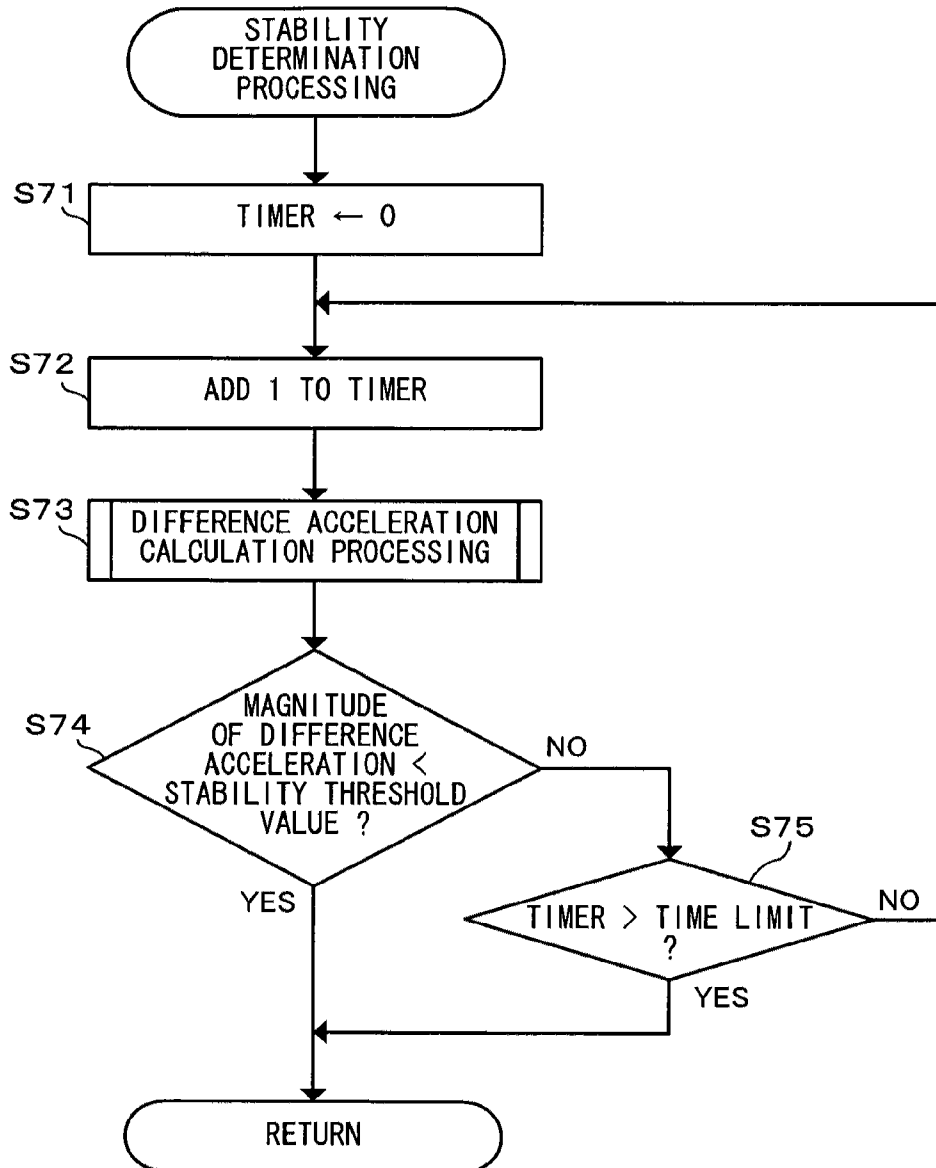 STABILITY
DETERMINATION
PROCESSING
S71
TIMER ← 0
S72
ADD 1 TO TIMER
S73
DIFFERENCE ACCELERATION
CALCULATION PROCESSING
S74
MAGNITUDE
OF DIFFERENCE
ACCELERATION <
STABILITY THRESHOLD
VALUE ?
NO
YES
S75
TIMER > TIME LIMIT
?
NO
YES
RETURN